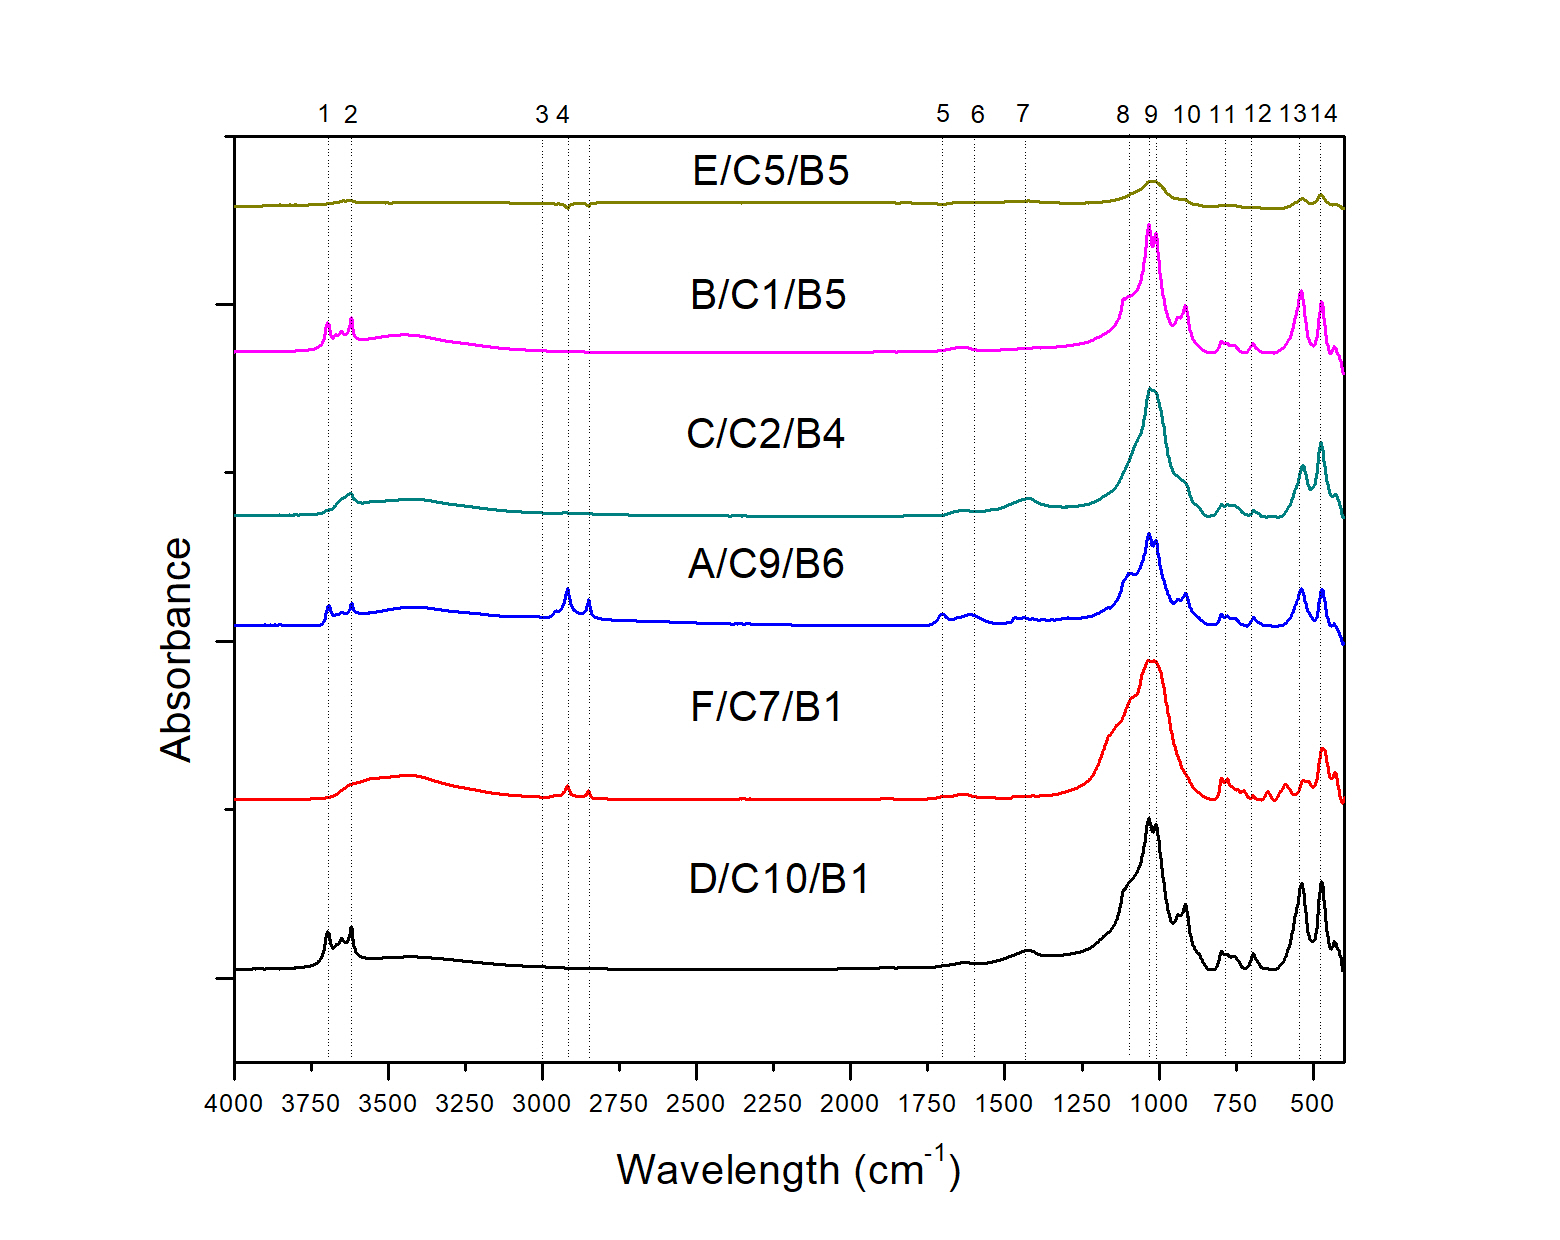 1 2 3 4 5 6 7 8 9 10 11 12 13 14
E/C5/B5
B/C1/B5
C/C2/B4
A/C9/B6
F/C7/B1
D/C10/B1
Absorbance
4000 3750 3500 3250 3000 2750 2500 2250 2000 1750 1500 1250 1000 750 500
Wavelength (cm⁻¹)